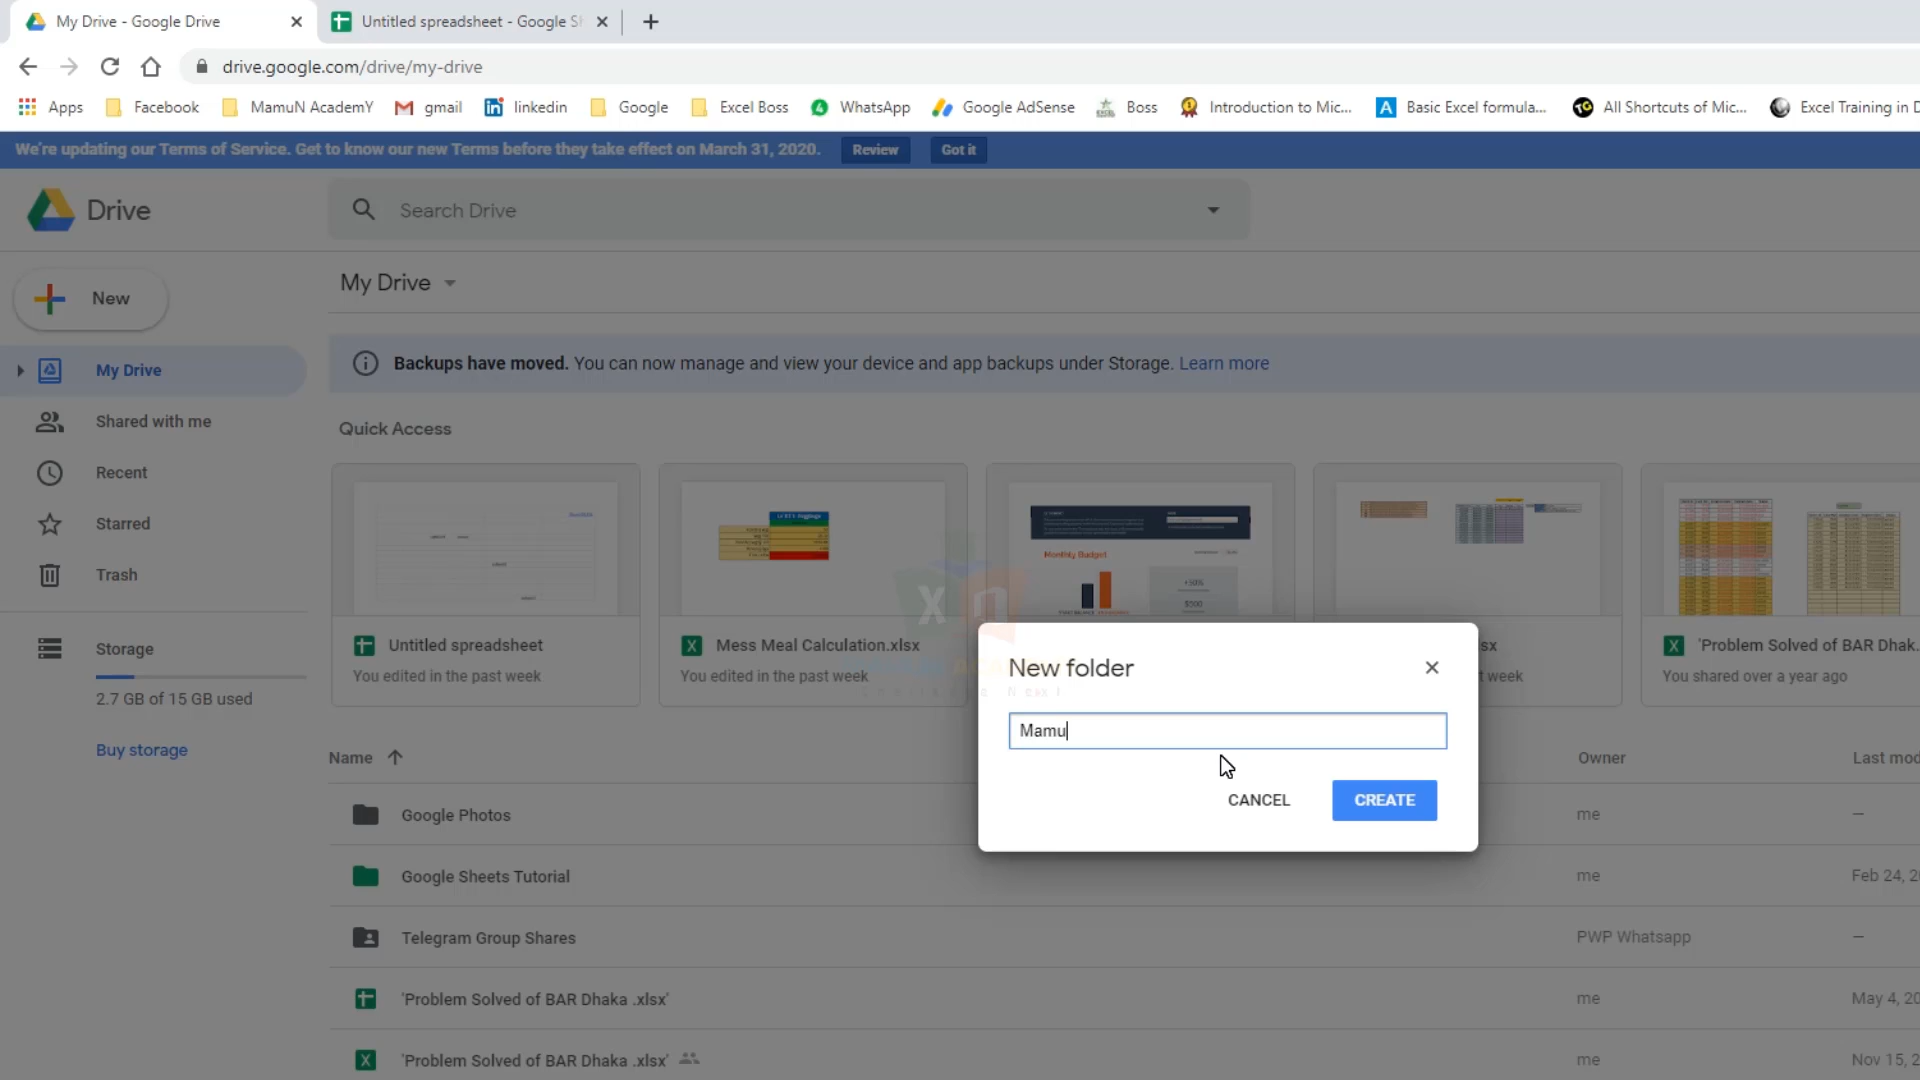 My Drive - Google Drive
Untitled spreadsheet - Google Sh
drive.google.com/drive/my-drive
Apps Facebook MamuN AcademY gmail linkedin Google Excel Boss WhatsApp Google AdSense Boss Introduction to Mic... Basic Excel formula... All Shortcuts of Mic... Excel Training in D
We're updating our Terms of Service. Get to know our new Terms before they take effect on March 31, 2020. Review Got it
Drive
Search Drive
New
My Drive
Backups have moved. You can now manage and view your device and app backups under Storage. Learn more
My Drive
Shared with me
Recent
Starred
Trash
Storage
2.7 GB of 15 GB used
Buy storage
Quick Access
Monthly Budget
+50%
$500
Untitled spreadsheet
You edited in the past week
Mess Meal Calculation.xlsx
You edited in the past week
sx
t week
'Problem Solved of BAR Dhak.
You shared over a year ago
New folder
Mamu
CANCEL CREATE
Name Owner Last mod
Google Photos me —
Google Sheets Tutorial me Feb 24, 20
Telegram Group Shares PWP Whatsapp —
'Problem Solved of BAR Dhaka .xlsx' me May 4, 20
'Problem Solved of BAR Dhaka .xlsx' me Nov 15, 2